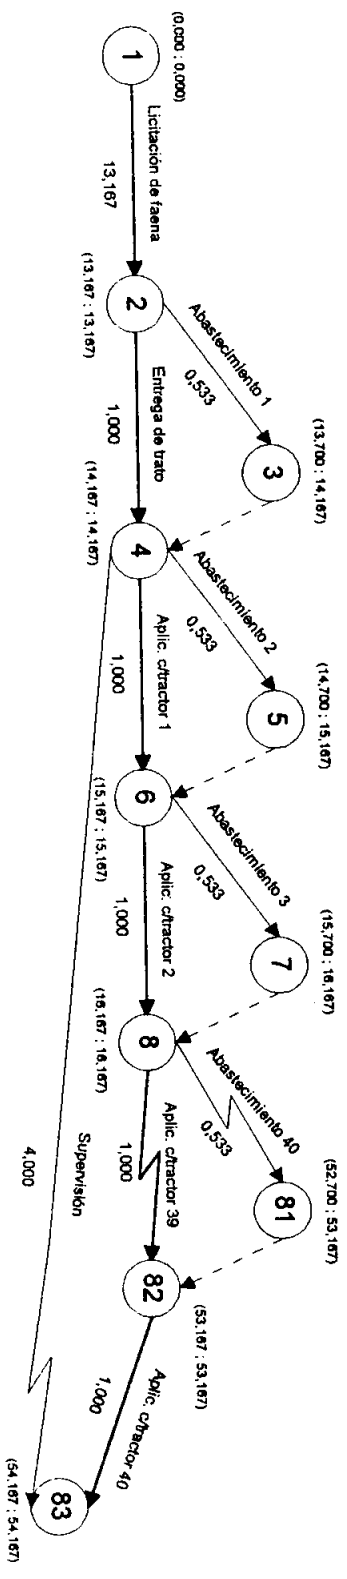 (0,000 ; 0,000)
1
Licitación de faena
13,167
(13,167 ; 13,167)
2
Abastecimiento 1
0,533
(13,700 ; 14,167)
3
Entrega de trato
1,000
(14,167 ; 14,167)
4
Abastecimiento 2
0,533
(14,700 ; 15,167)
5
Aplic. c/tractor 1
1,000
(15,167 ; 15,167)
6
Abastecimiento 3
0,533
(15,700 ; 16,167)
7
Aplic. c/tractor 2
1,000
(16,167 ; 16,167)
8
Abastecimiento 40
0,533
(52,700 ; 53,167)
81
Aplic. c/tractor 39
1,000
(53,167 ; 53,167)
82
Aplic. c/tractor 40
1,000
Supervisión
4,000
(54,167 ; 54,167)
83